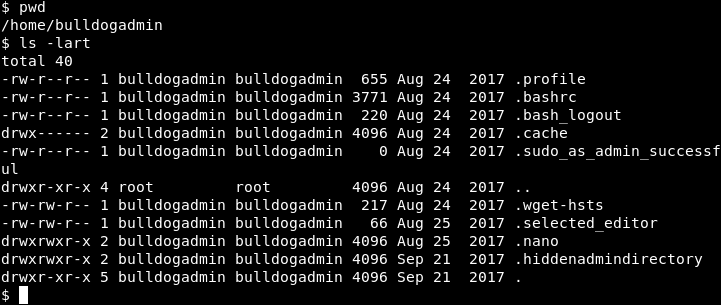 $ pwd
/home/bulldogadmin
$ ls -lart
total 40
-rw-r--r-- 1 bulldogadmin bulldogadmin  655 Aug 24  2017 .profile
-rw-r--r-- 1 bulldogadmin bulldogadmin 3771 Aug 24  2017 .bashrc
-rw-r--r-- 1 bulldogadmin bulldogadmin  220 Aug 24  2017 .bash_logout
drwx------ 2 bulldogadmin bulldogadmin 4096 Aug 24  2017 .cache
-rw-r--r-- 1 bulldogadmin bulldogadmin    0 Aug 24  2017 .sudo_as_admin_successf
ul
drwxr-xr-x 4 root         root         4096 Aug 24  2017 ..
-rw-rw-r-- 1 bulldogadmin bulldogadmin  217 Aug 24  2017 .wget-hsts
-rw-rw-r-- 1 bulldogadmin bulldogadmin   66 Aug 25  2017 .selected_editor
drwxrwxr-x 2 bulldogadmin bulldogadmin 4096 Aug 25  2017 .nano
drwxrwxr-x 2 bulldogadmin bulldogadmin 4096 Sep 21  2017 .hiddenadmindirectory
drwxr-xr-x 5 bulldogadmin bulldogadmin 4096 Sep 21  2017 .
$